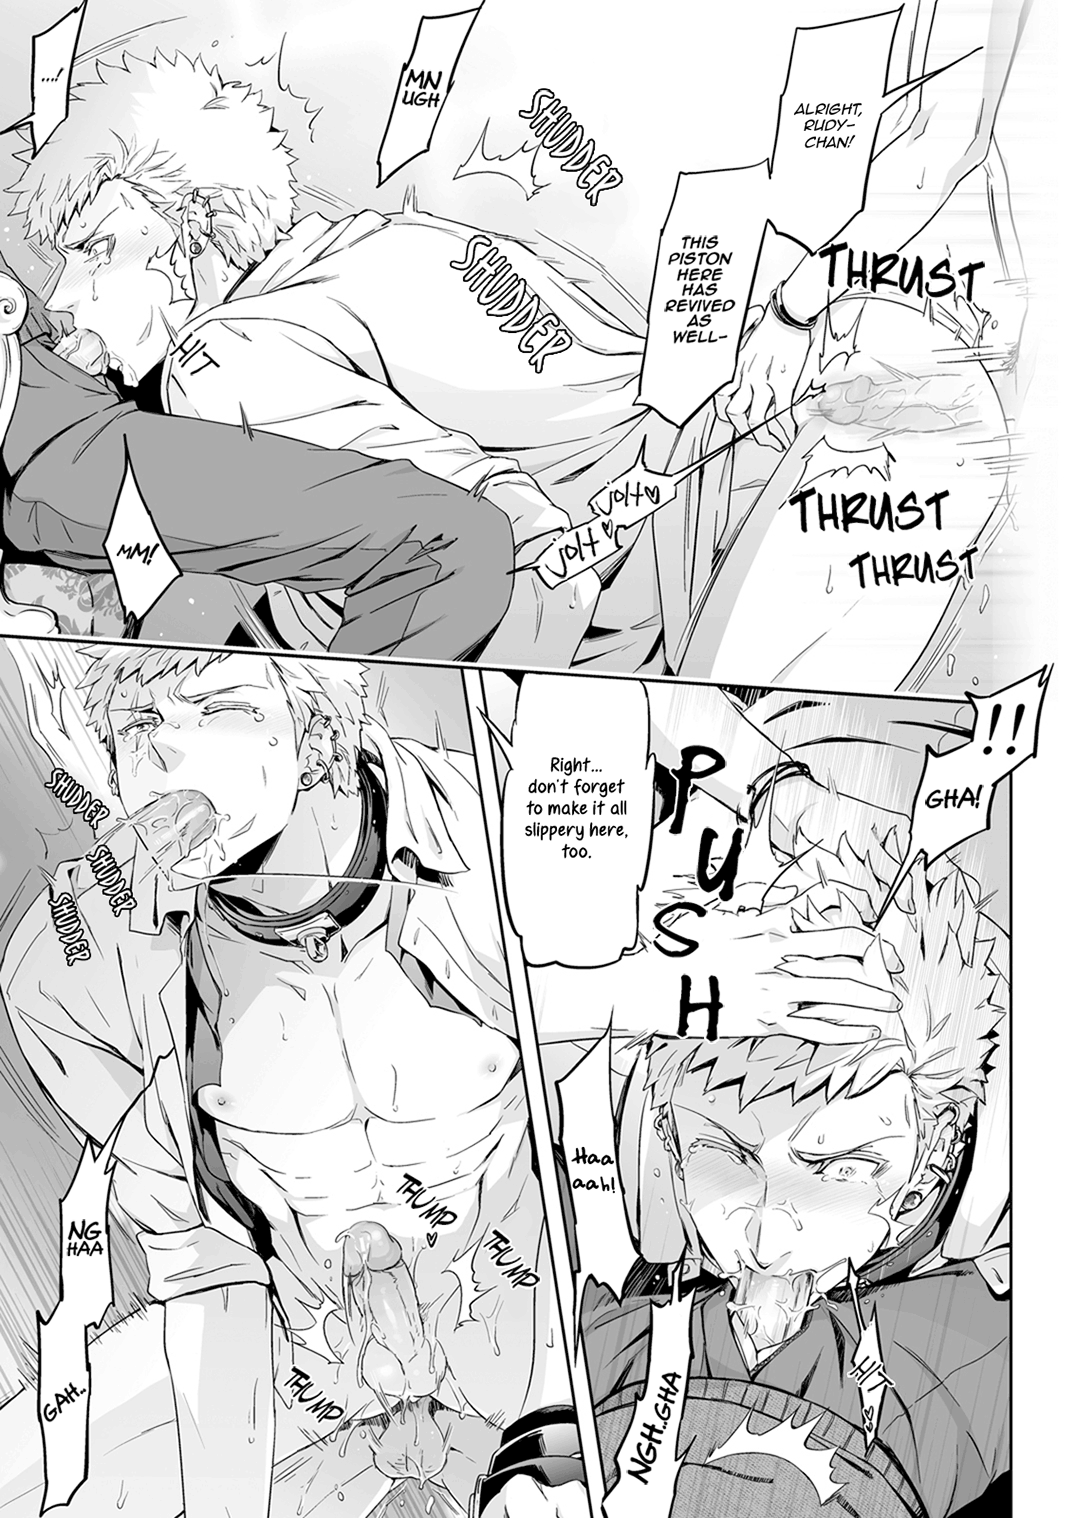 ALRIGHT,
RUDY-
CHAN!
THIS
PISTON
HERE
HAS
REVIVED
AS
WELL-
THRUST
THRUST
THRUST
MN
UGH
SHUDDER
SHUDDER
....!
HIT
jolt♥
jolt♥
MM!
!!
GHA!
PUSH
Right...
don't forget
to make it all
slippery here,
too.
Haa
aah!
HIT
NGH..GHA
SHUDDER
SHUDDER
SHUDDER
THUMP
THUMP
THUMP
NG
HAA
GAH..